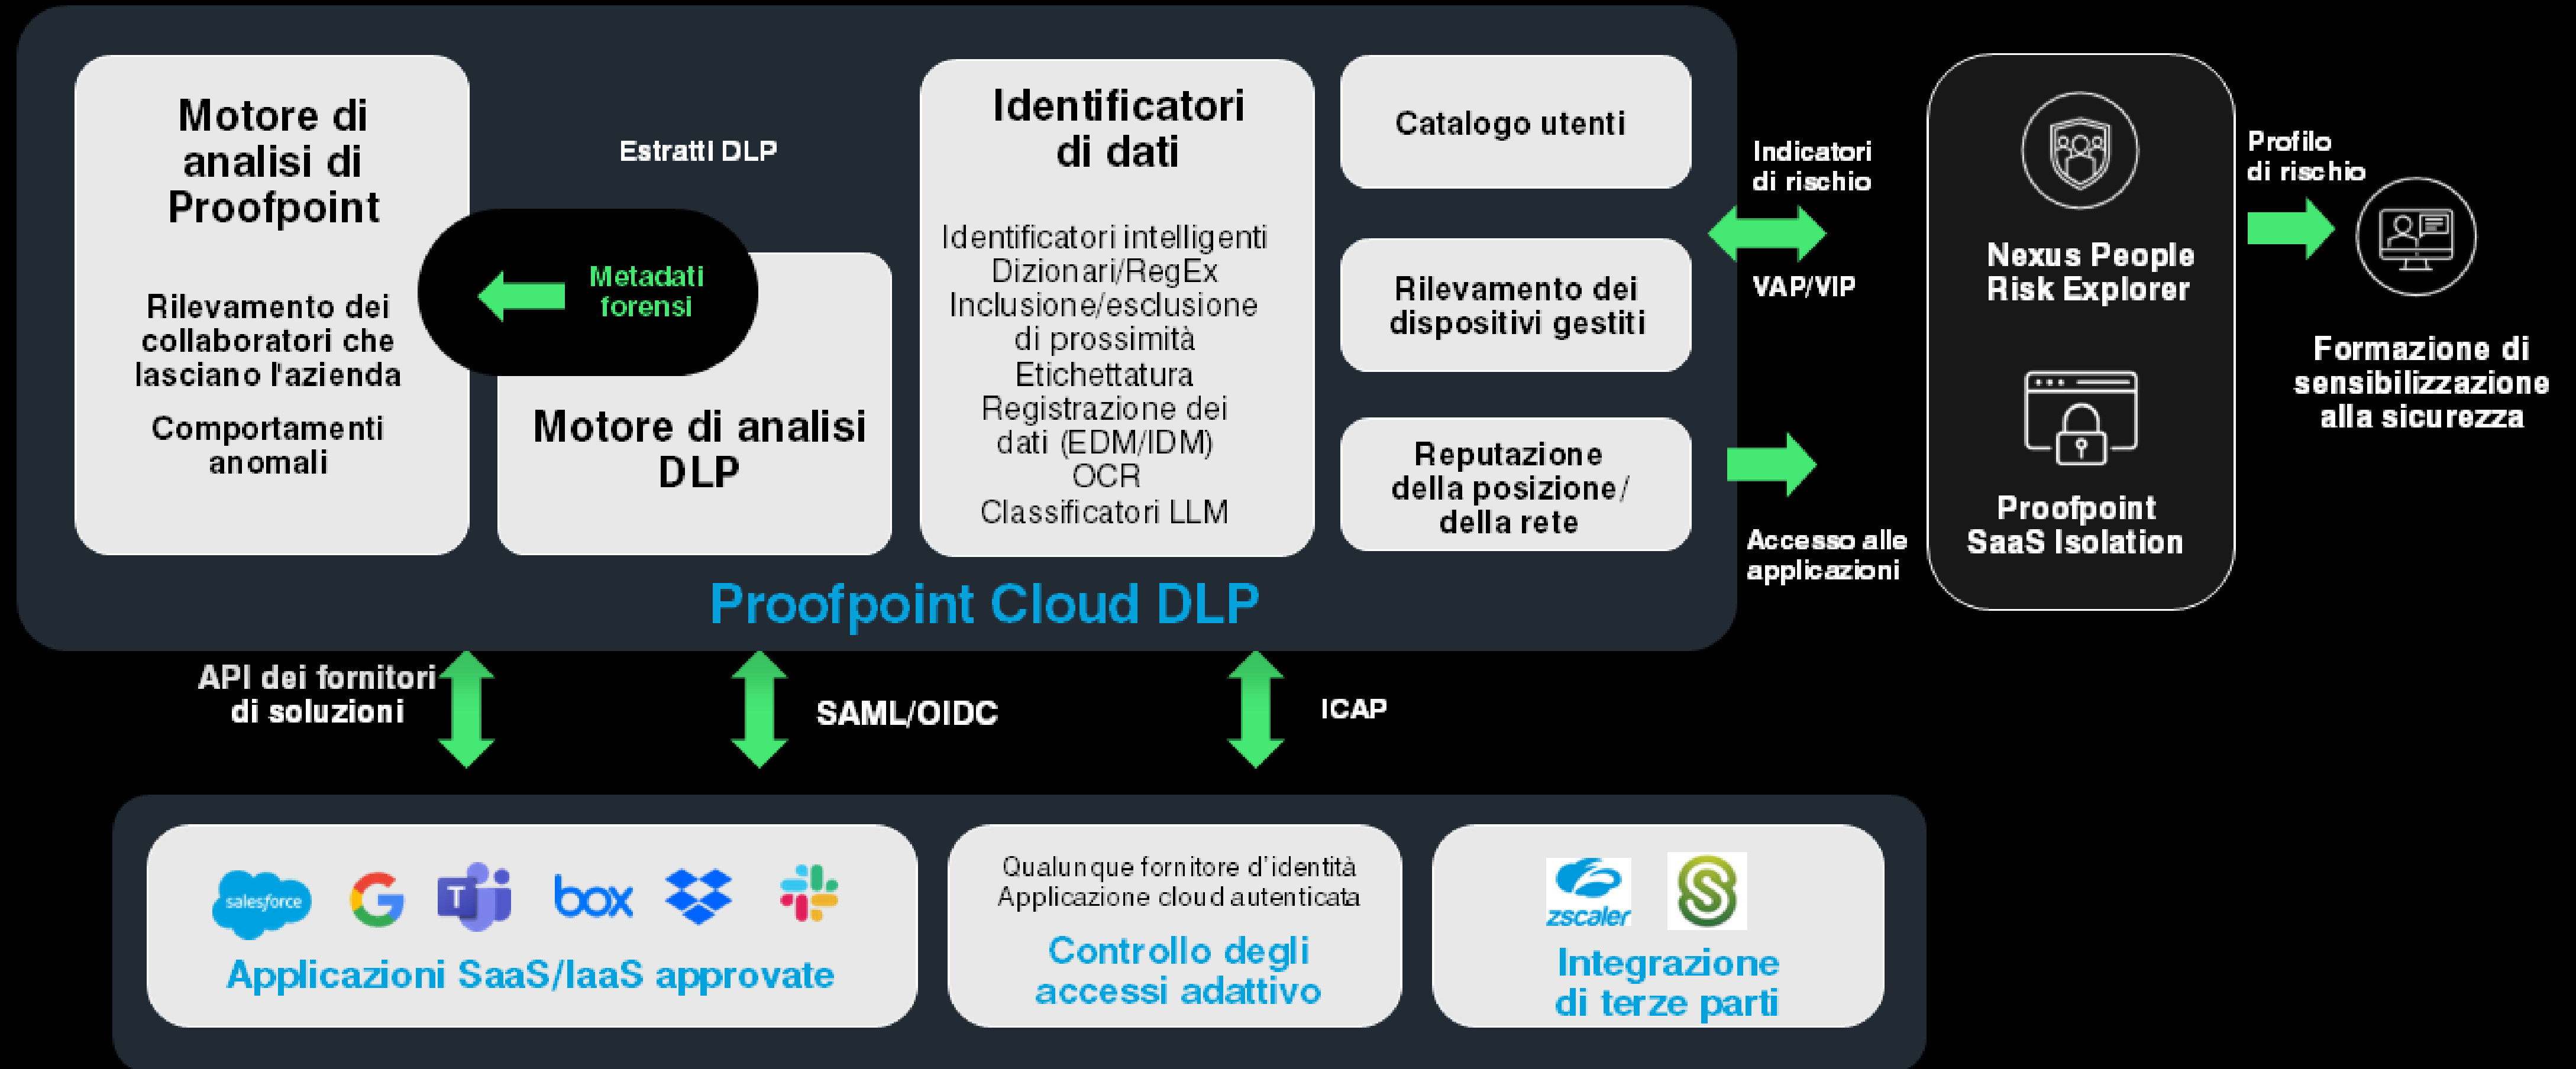 Motore di
analisi di
Proofpoint
Rilevamento dei
collaboratori che
lasciano l'azienda
Comportamenti
anomali
Estratti DLP
Metadati
forensi
Motore di analisi
DLP
Identificatori
di dati
Identificatori intelligenti
Dizionari/RegEx
Inclusione/esclusione
di prossimità
Etichettatura
Registrazione dei
dati (EDM/IDM)
OCR
Classificatori LLM
Catalogo utenti
Rilevamento dei
dispositivi gestiti
Reputazione
della posizione/
della rete
Proofpoint Cloud DLP
Indicatori
di rischio
VAP/VIP
Accesso alle
applicazioni
Nexus People
Risk Explorer
Proofpoint
SaaS Isolation
Profilo
di rischio
Formazione di
sensibilizzazione
alla sicurezza
API dei fornitori
di soluzioni
SAML/OIDC
ICAP
salesforce
T
box
Applicazioni SaaS/IaaS approvate
Qualunque fornitore d'identità
Applicazione cloud autenticata
Controllo degli
accessi adattivo
zscaler
Integrazione
di terze parti